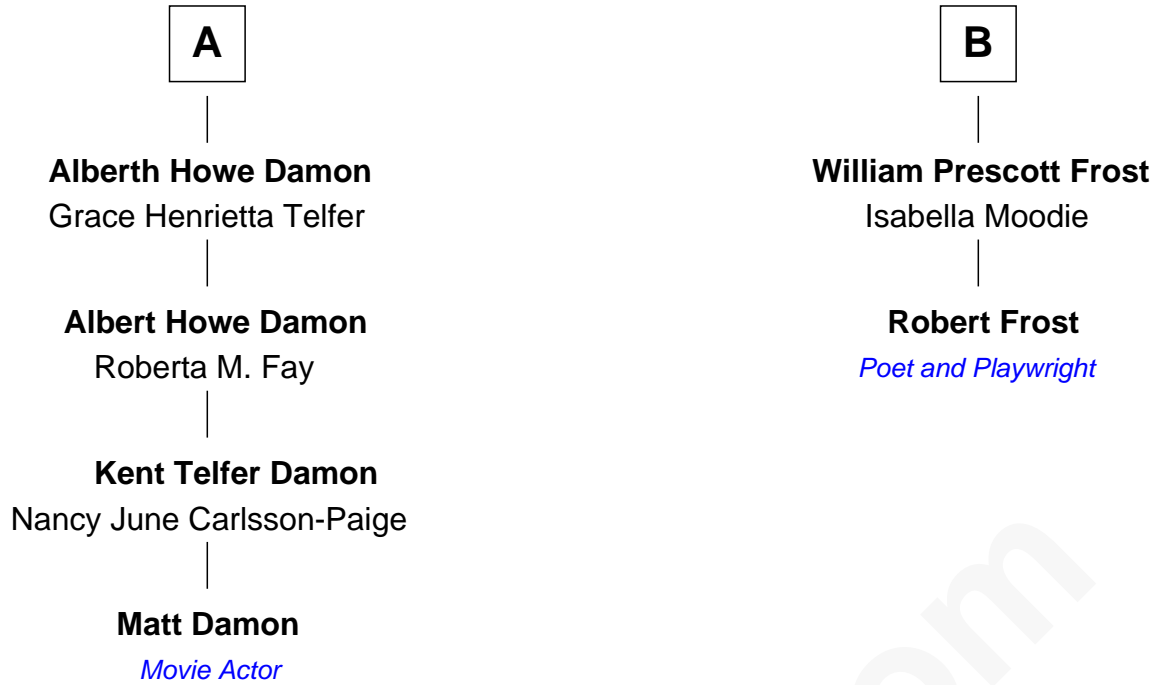 A
Alberth Howe Damon
Grace Henrietta Telfer
Albert Howe Damon
Roberta M. Fay
Kent Telfer Damon
Nancy June Carlsson-Paige
Matt Damon
Movie Actor
B
William Prescott Frost
Isabella Moodie
Robert Frost
Poet and Playwright
om